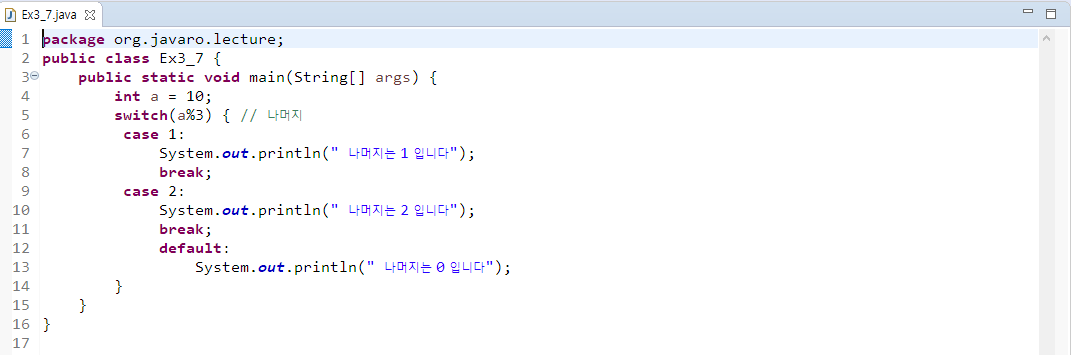 Ex3_7.java
1 package org.javaro.lecture;
2 public class Ex3_7 {
3     public static void main(String[] args) {
4         int a = 10;
5         switch(a%3) { // 나머지
6          case 1:
7              System.out.println(" 나머지는 1 입니다");
8              break;
9          case 2:
10              System.out.println(" 나머지는 2 입니다");
11              break;
12              default:
13                  System.out.println(" 나머지는 0 입니다");
14         }
15     }
16 }
17